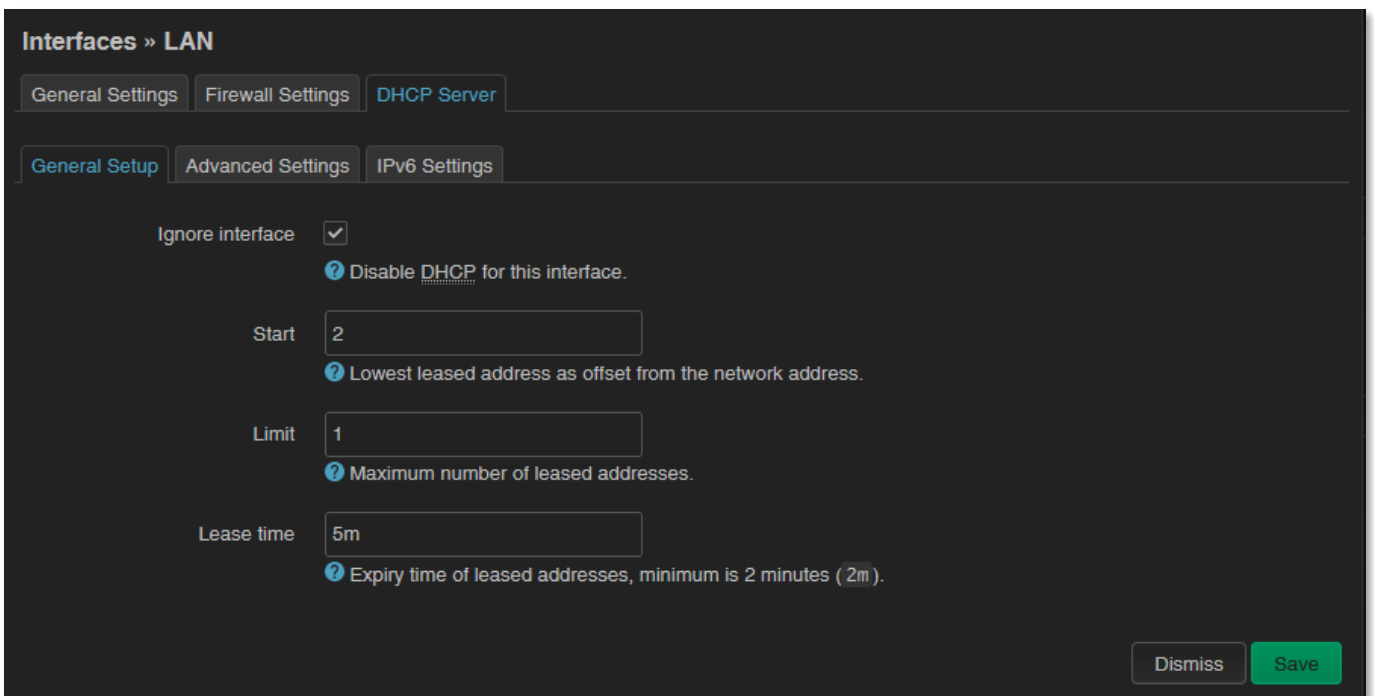 Interfaces » LAN
General Settings Firewall Settings DHCP Server
General Setup Advanced Settings IPv6 Settings
Ignore interface
Disable DHCP for this interface.
Start 2
Lowest leased address as offset from the network address.
Limit 1
Maximum number of leased addresses.
Lease time 5m
Expiry time of leased addresses, minimum is 2 minutes ( 2m ).
Dismiss Save